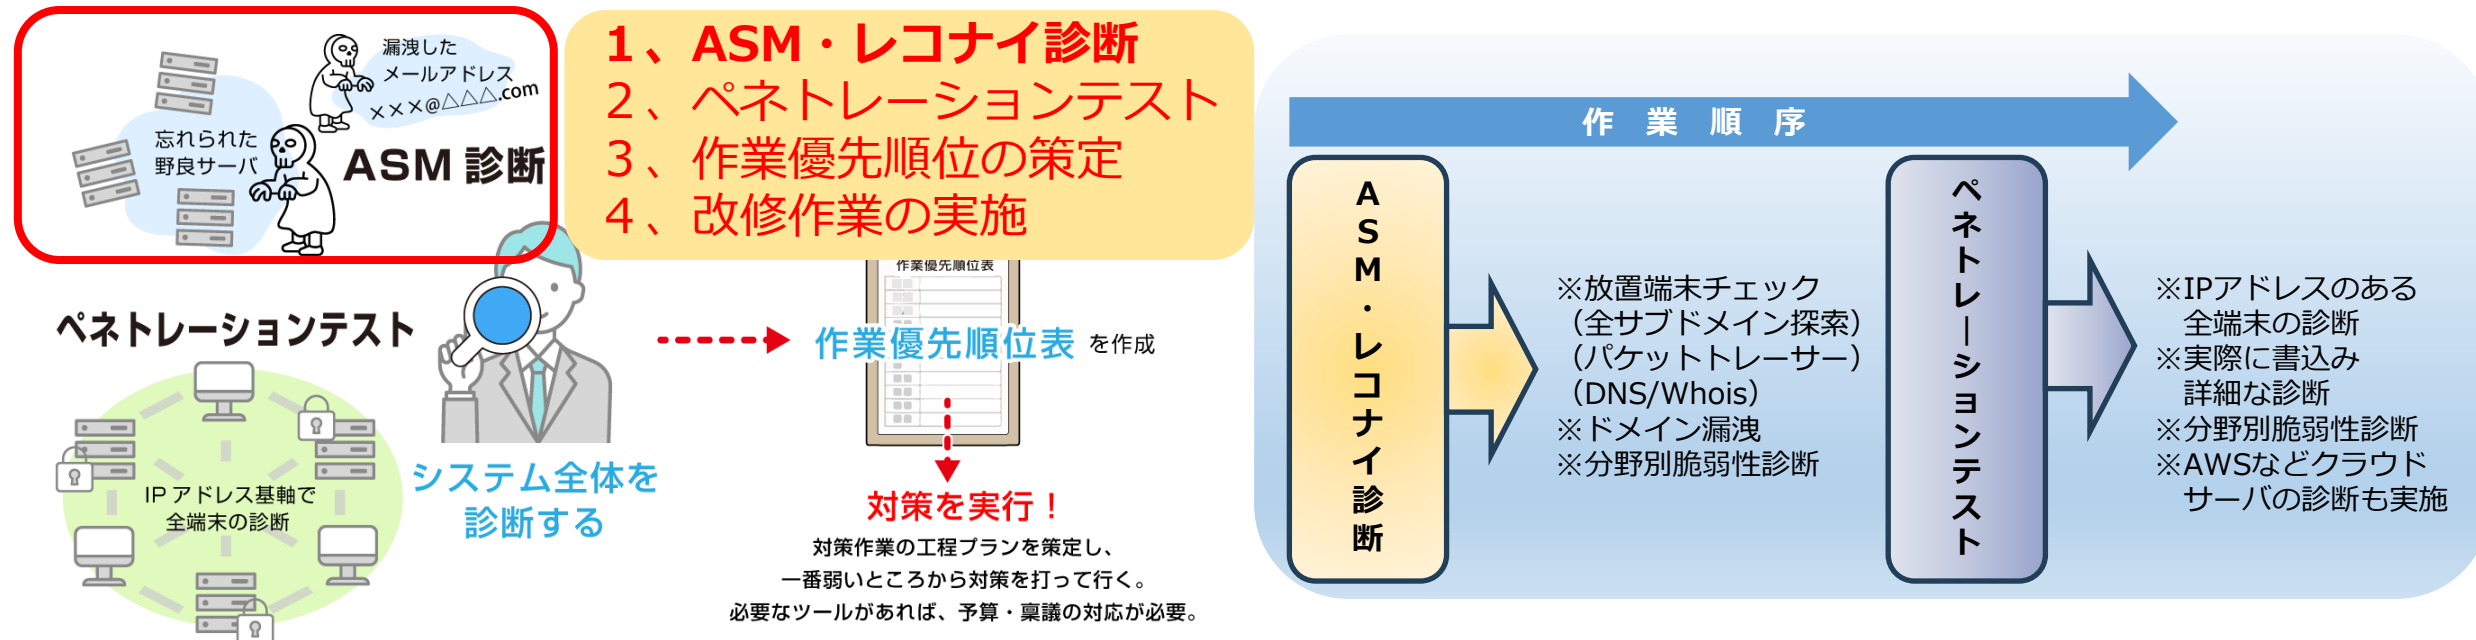 漏洩した
メールアドレス
×××@△△△.com
忘れられた
野良サーバ
ASM 診断
1、ASM・レコナイ診断
2、ペネトレーションテスト
3、作業優先順位の策定
4、改修作業の実施
ペネトレーションテスト
IP アドレス基軸で
全端末の診断
システム全体を
診断する
作業優先順位表
作業優先順位表 を作成
対策を実行！
対策作業の工程プランを策定し、
一番弱いところから対策を打って行く。
必要なツールがあれば、予算・稟議の対応が必要。
作業順序
ASM・レコナイ診断
※放置端末チェック
（全サブドメイン探索）
（パケットトレーサー）
（DNS/Whois）
※ドメイン漏洩
※分野別脆弱性診断
ペネトレーションテスト
※IPアドレスのある
全端末の診断
※実際に書込み
詳細な診断
※分野別脆弱性診断
※AWSなどクラウド
サーバの診断も実施